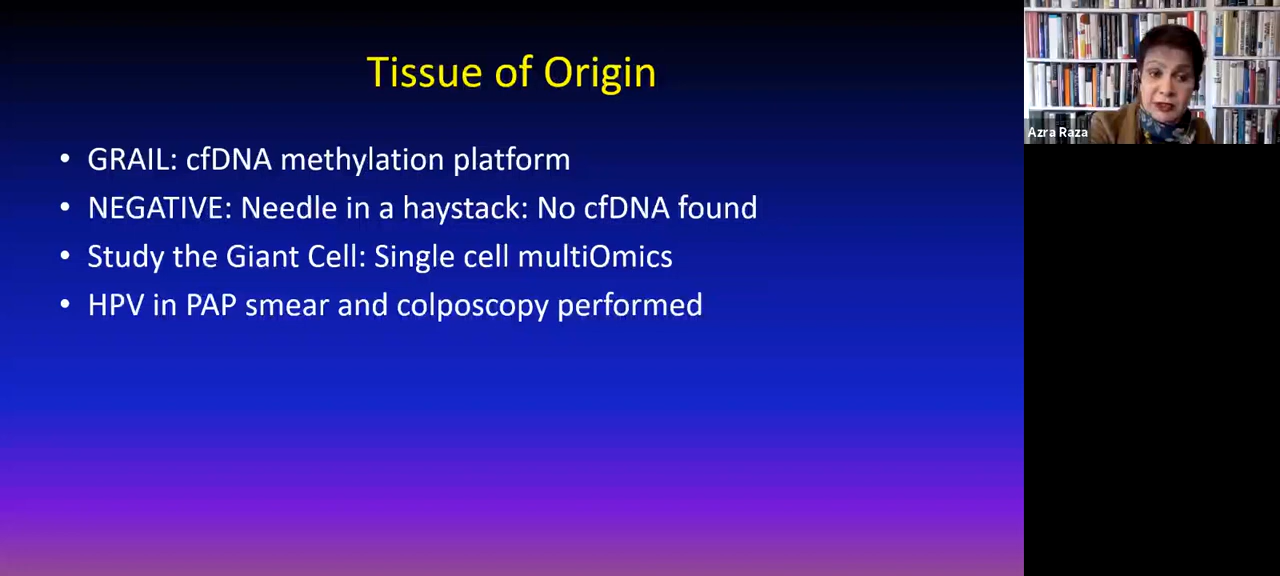 Tissue of Origin
• GRAIL: cfDNA methylation platform
• NEGATIVE: Needle in a haystack: No cfDNA found
• Study the Giant Cell: Single cell multiOmics
• HPV in PAP smear and colposcopy performed
Azra Raza